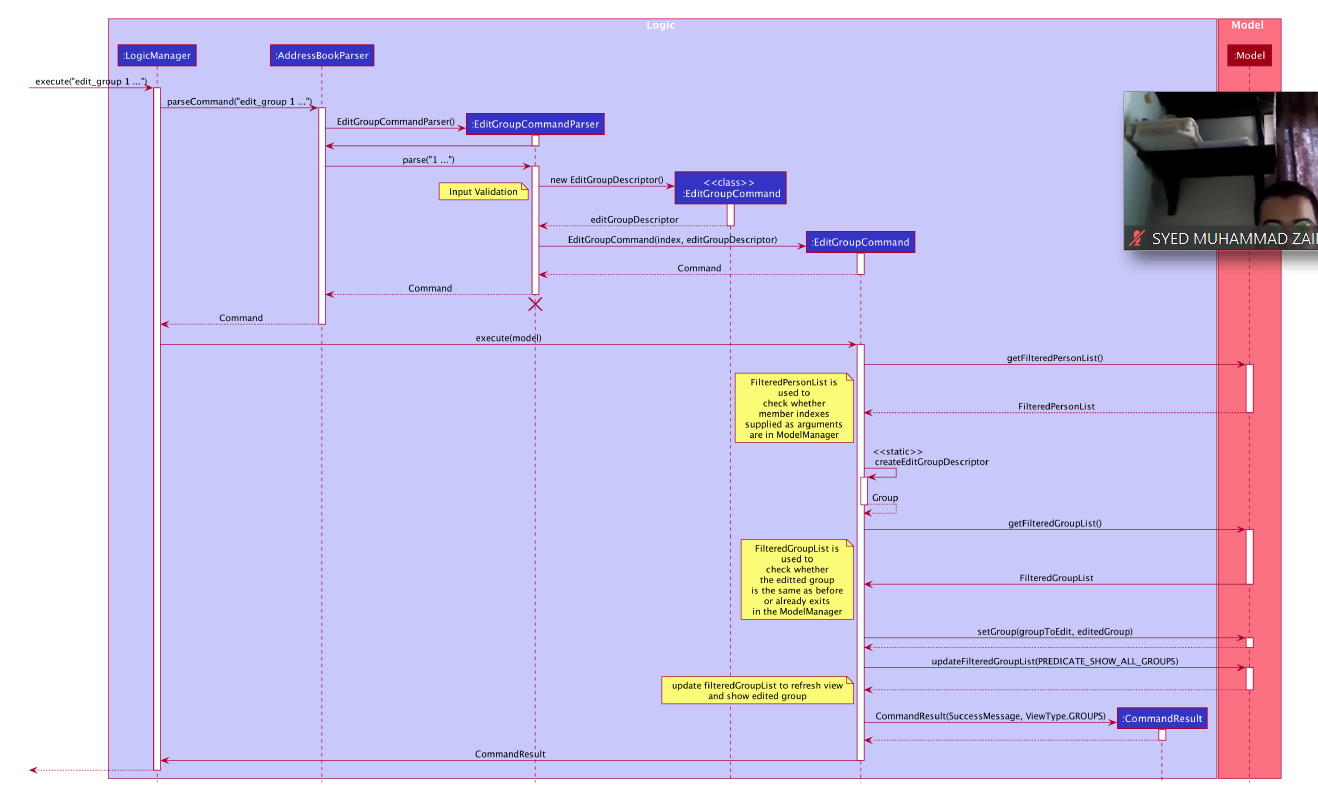 Logic
Model
:LogicManager
:AddressBookParser
:Model
execute("edit_group 1 ...")
parseCommand("edit_group 1 ...")
EditGroupCommandParser()
:EditGroupCommandParser
parse("1 ...")
Input Validation
new EditGroupDescriptor()
<<class>>
:EditGroupCommand
editGroupDescriptor
EditGroupCommand(index, editGroupDescriptor)
:EditGroupCommand
SYED MUHAMMAD ZAI
Command
Command
Command
execute(model)
getFilteredPersonList()
FilteredPersonList is
used to
check whether
member indexes
supplied as arguments
are in ModelManager
FilteredPersonList
<<static>>
createEditGroupDescriptor
Group
getFilteredGroupList()
FilteredGroupList is
used to
check whether
the editted group
is the same as before
or already exits
in the ModelManager
FilteredGroupList
setGroup(groupToEdit, editedGroup)
updateFilteredGroupList(PREDICATE_SHOW_ALL_GROUPS)
update filteredGroupList to refresh view
and show edited group
CommandResult(SuccessMessage, ViewType.GROUPS)
:CommandResult
CommandResult